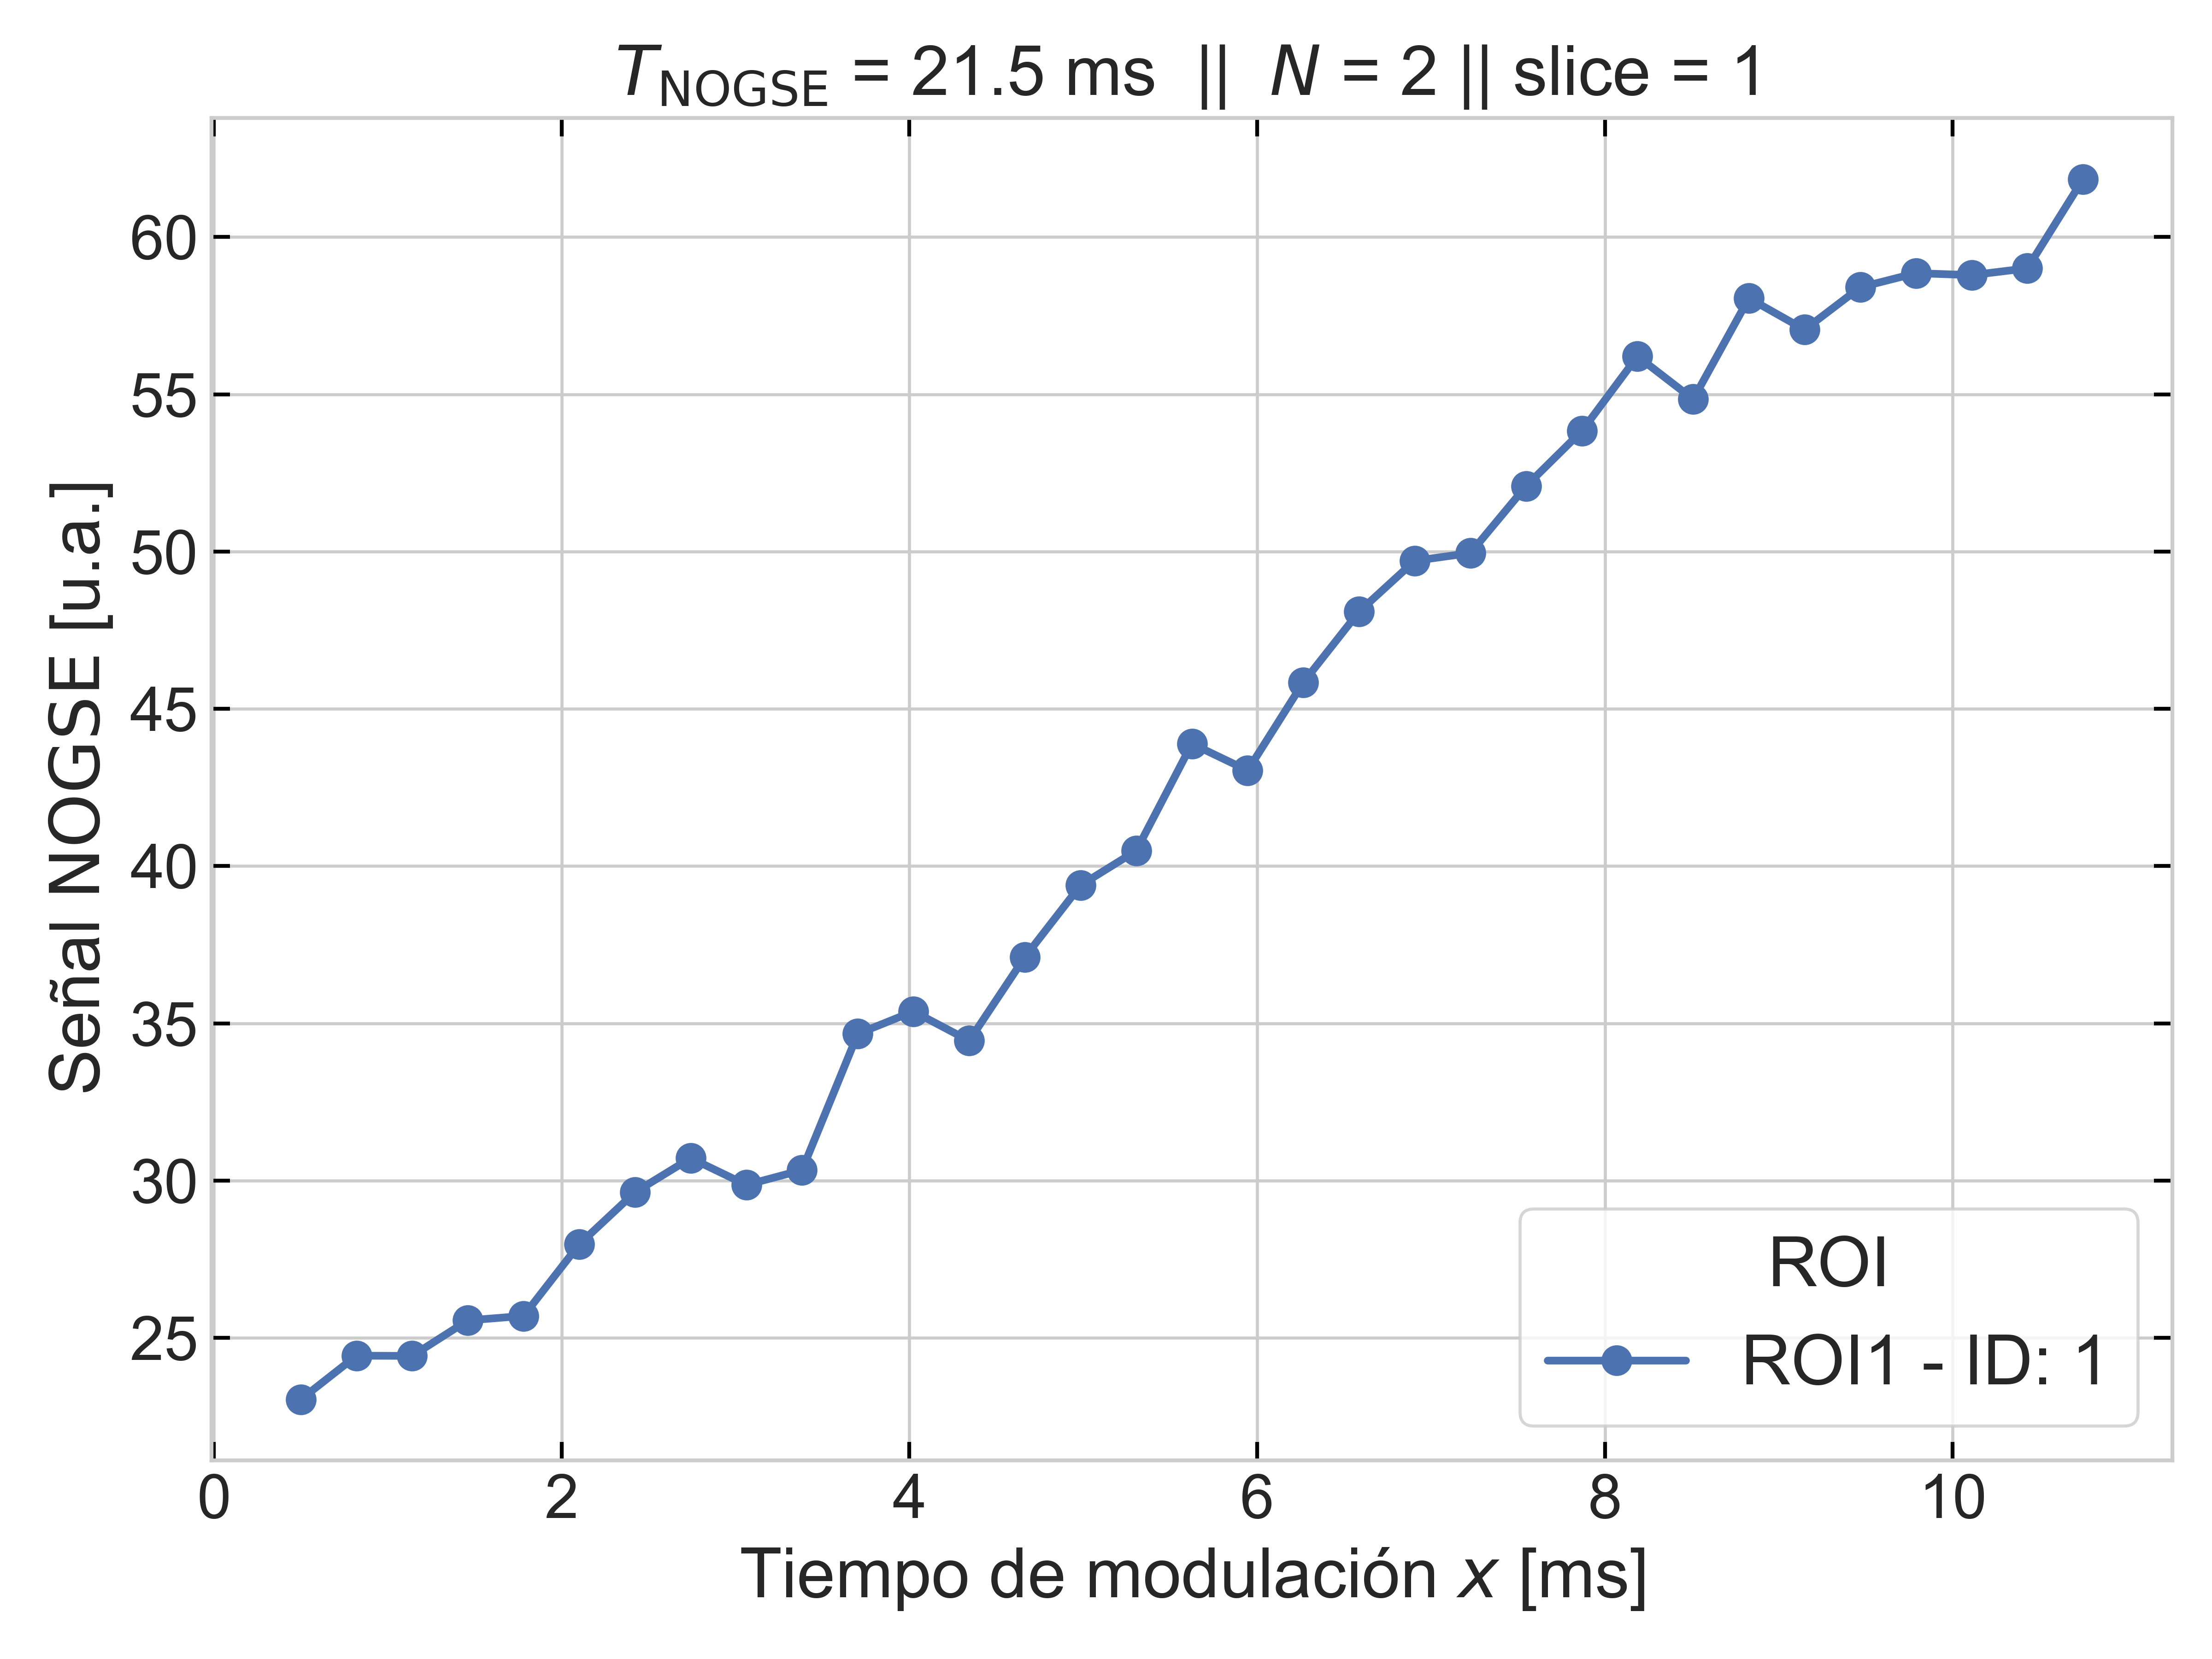 T_NOGSE = 21.5 ms || N = 2 || slice = 1
Señal NOGSE [u.a.]
60
55
50
45
40
35
30
25
ROI
ROI1 - ID: 1
0 2 4 6 8 10
Tiempo de modulación x [ms]